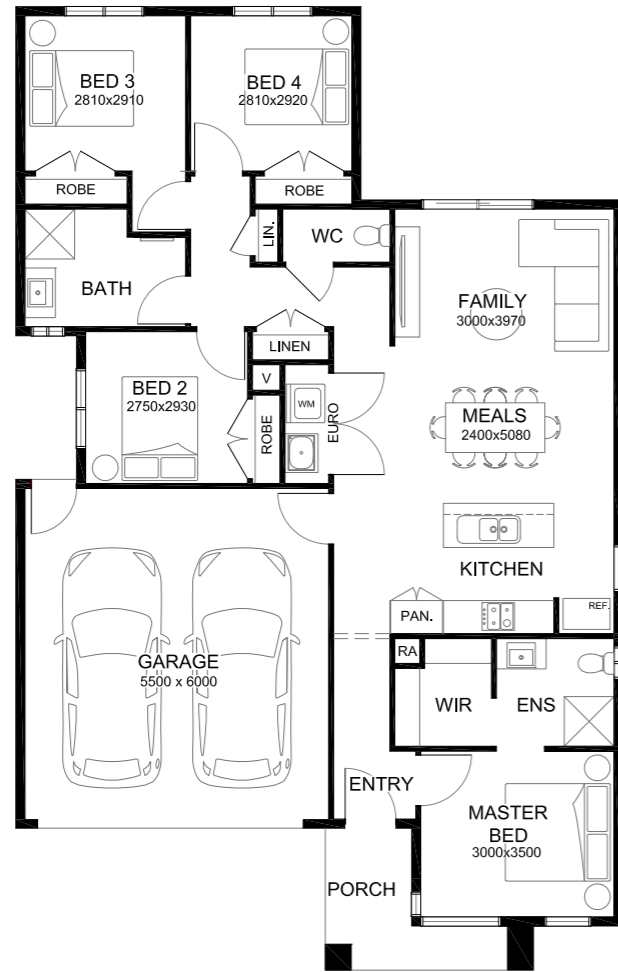 BED 3
2810x2910
BED 4
2810x2920
ROBE
ROBE
LIN.
WC
BATH
FAMILY
3000x3970
LINEN
V
BED 2
2750x2930
ROBE
WM
EURO
MEALS
2400x5080
KITCHEN
PAN.
REF.
GARAGE
5500 x 6000
RA
WIR
ENS
ENTRY
MASTER
BED
3000x3500
PORCH